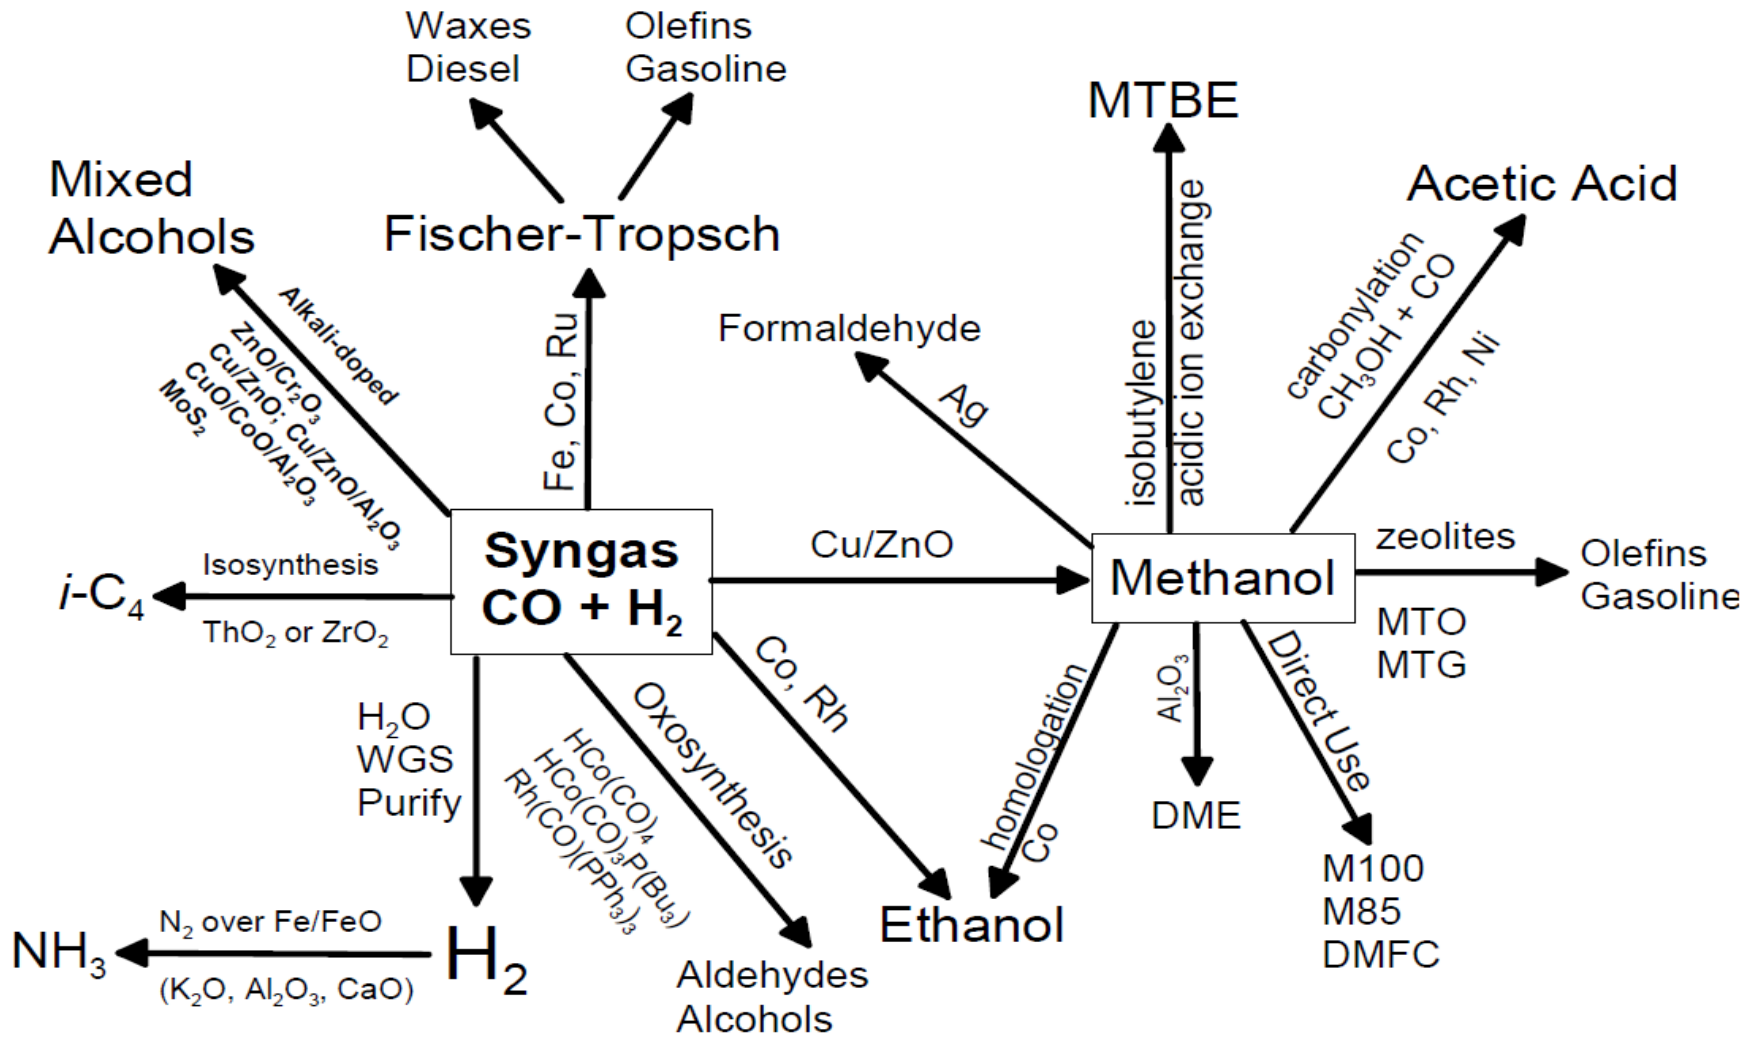 Waxes
Diesel
Olefins
Gasoline
MTBE
Mixed
Alcohols
Fischer-Tropsch
Acetic Acid
Alkali-doped
ZnO/Cr₂O₃
Cu/ZnO; Cu/ZnO/Al₂O₃
CuO/CoO/Al₂O₃
MoS₂
Fe, Co, Ru
Formaldehyde
Ag
isobutylene
acidic ion exchange
carbonylation
CH₃OH + CO
Co, Rh, Ni
Syngas
CO + H₂
Cu/ZnO
Methanol
zeolites
Olefins
Gasoline
MTO
MTG
i-C₄
Isosynthesis
ThO₂ or ZrO₂
H₂O
WGS
Purify
Oxosynthesis
HCo(CO)₄
HCo(CO)₃P(Bu₃)
Rh(CO)(PPh₃)₃
Co, Rh
homologation
Co
Al₂O₃
DME
Direct Use
M100
M85
DMFC
Ethanol
NH₃
N₂ over Fe/FeO
(K₂O, Al₂O₃, CaO)
H₂
Aldehydes
Alcohols